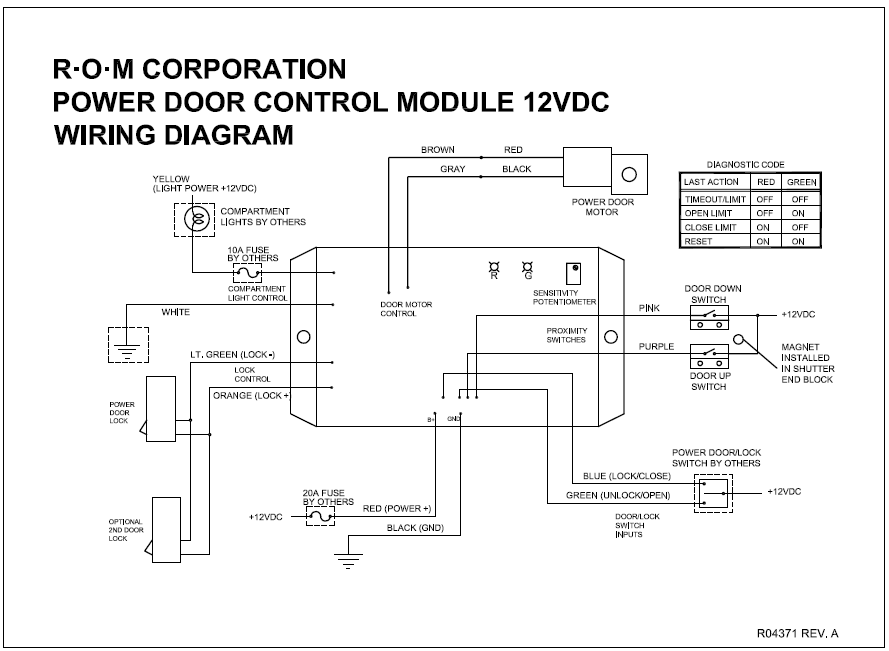 R·O·M CORPORATION
POWER DOOR CONTROL MODULE 12VDC
WIRING DIAGRAM
BROWN RED
GRAY BLACK
POWER DOOR
MOTOR
DIAGNOSTIC CODE
LAST ACTION RED GREEN
TIMEOUT/LIMIT OFF OFF
OPEN LIMIT OFF ON
CLOSE LIMIT ON OFF
RESET ON ON
YELLOW
(LIGHT POWER +12VDC)
COMPARTMENT
LIGHTS BY OTHERS
10A FUSE
BY OTHERS
COMPARTMENT
LIGHT CONTROL
WHITE
DOOR MOTOR
CONTROL
R G
SENSITIVITY
POTENTIOMETER
PROXIMITY
SWITCHES
PINK
PURPLE
DOOR DOWN
SWITCH
+12VDC
DOOR UP
SWITCH
MAGNET
INSTALLED
IN SHUTTER
END BLOCK
LT. GREEN (LOCK -)
LOCK
CONTROL
ORANGE (LOCK +
POWER
DOOR
LOCK
B+ GND
OPTIONAL
2ND DOOR
LOCK
20A FUSE
BY OTHERS
+12VDC
RED (POWER +)
BLACK (GND)
POWER DOOR/LOCK
SWITCH BY OTHERS
BLUE (LOCK/CLOSE)
GREEN (UNLOCK/OPEN)
+12VDC
DOOR/LOCK
SWITCH
INPUTS
R04371 REV. A